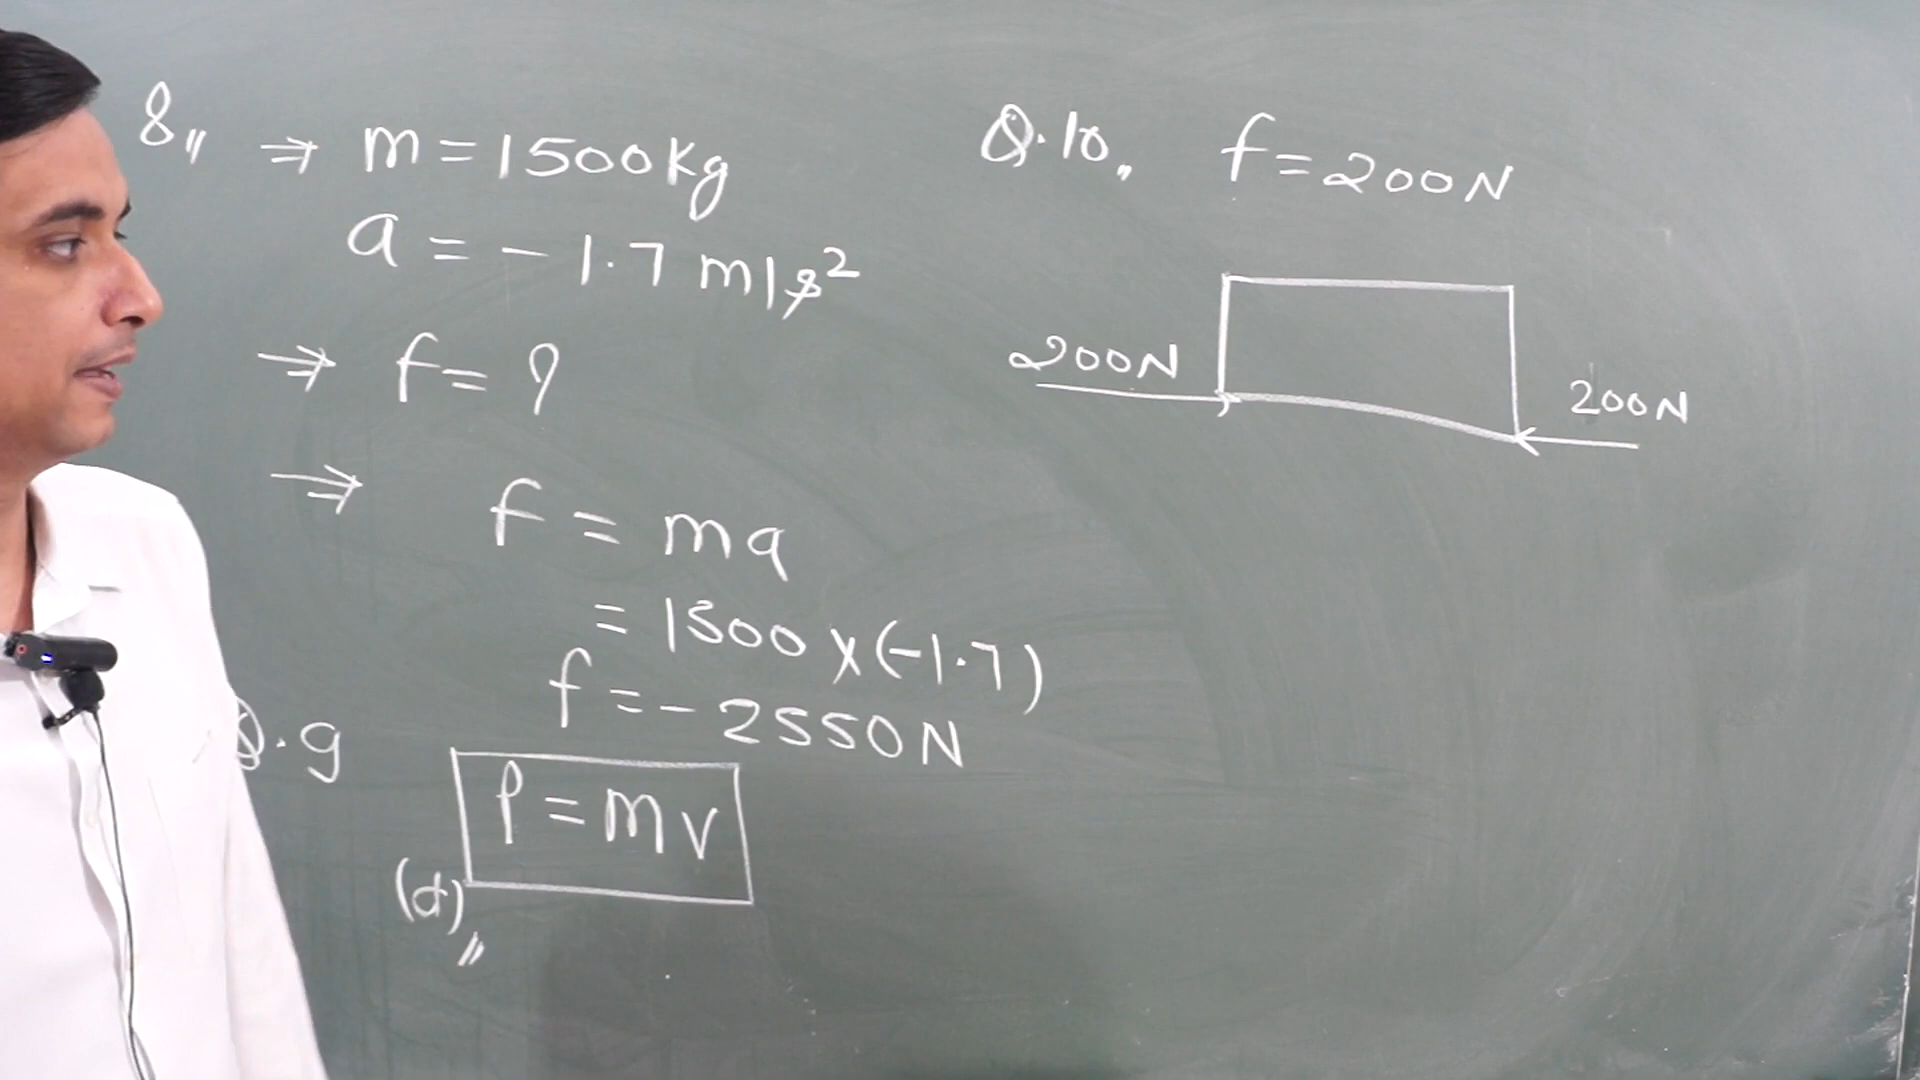 8,, ⇒ m = 1500 Kg
a = - 1.7 m/s²
⇒ f = ?
⇒ f = ma
= 1500 x (-1.7)
f = - 2550 N
Q.9
P = mv
(d),,
Q.10,, f = 200 N
200N
200N